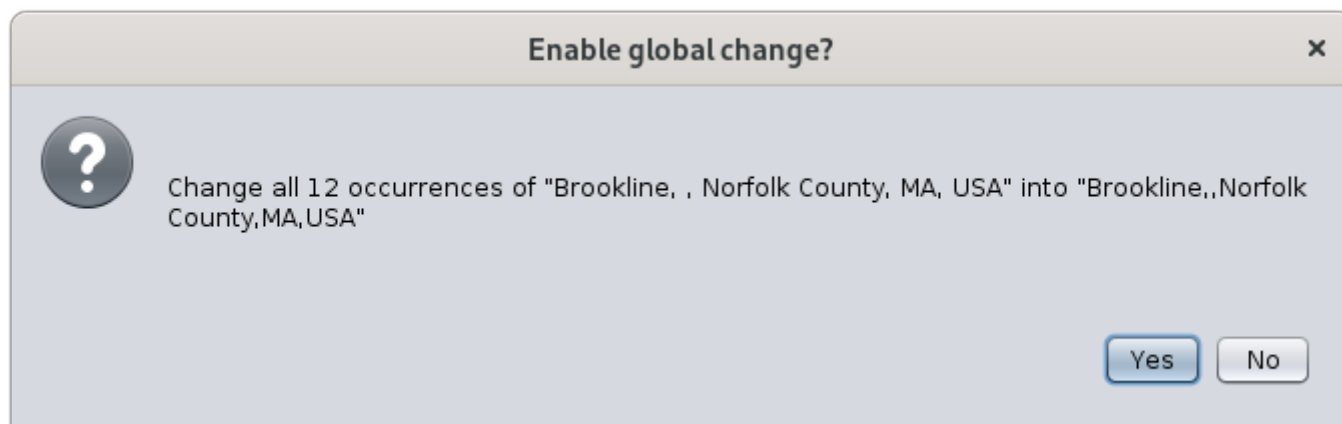 Enable global change?
Change all 12 occurrences of "Brookline, , Norfolk County, MA, USA" into "Brookline,,Norfolk
County,MA,USA"
Yes No